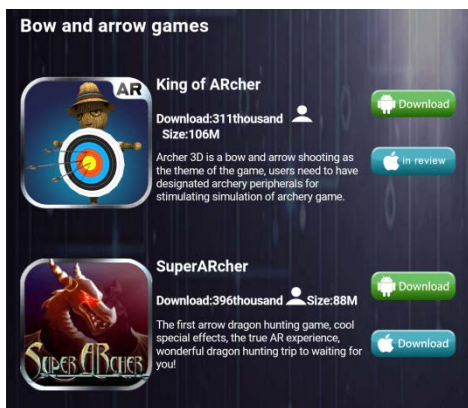 Bow and arrow games
AR
King of ARcher
Download:311thousand
Size:106M
Archer 3D is a bow and arrow shooting as
the theme of the game, users need to have
designated archery peripherals for
stimulating simulation of archery game.
Download
in review
SUPER ARCHER
SuperARcher
Download:396thousand Size:88M
The first arrow dragon hunting game, cool
special effects, the true AR experience,
wonderful dragon hunting trip to waiting for
you!
Download
Download